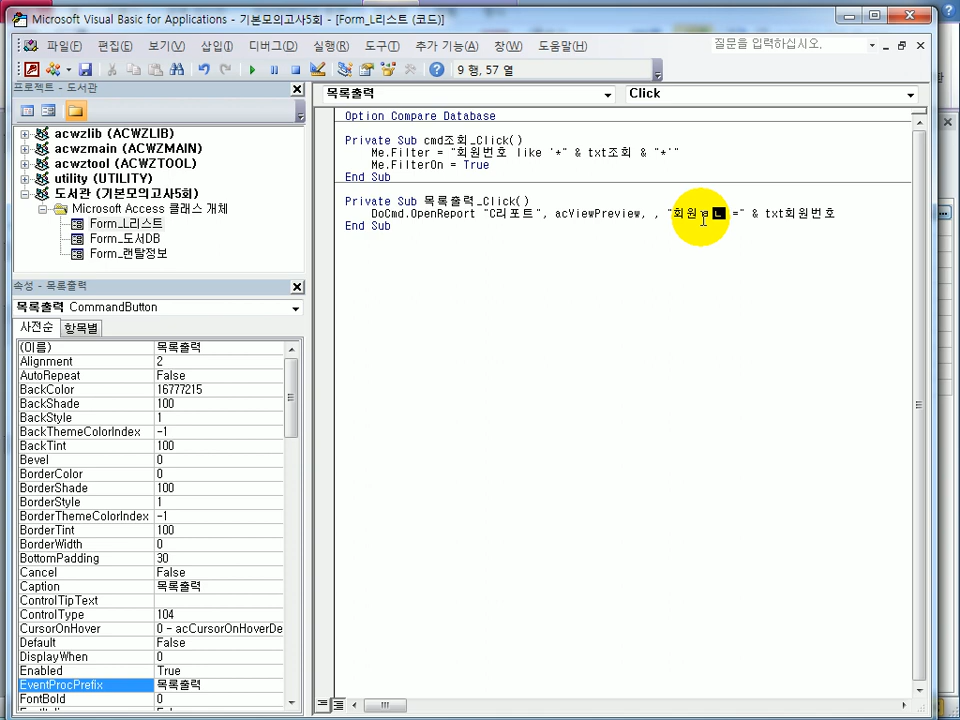 Microsoft Visual Basic for Applications - 기본모의고사5회 - [Form_L리스트 (코드)]
파일(F) 편집(E) 보기(V) 삽입(I) 디버그(D) 실행(R) 도구(T) 추가 기능(A) 창(W) 도움말(H)
질문을 입력하십시오.
9 행, 57 열
프로젝트 - 도서관
acwzlib (ACWZLIB)
acwzmain (ACWZMAIN)
acwztool (ACWZTOOL)
utility (UTILITY)
도서관 (기본모의고사5회)
Microsoft Access 클래스 개체
Form_L리스트
Form_도서DB
Form_랜탈정보
속성 - 목록출력
목록출력 CommandButton
사전순 항목별
(이름) 목록출력
Alignment 2
AutoRepeat False
BackColor 16777215
BackShade 100
BackStyle 1
BackThemeColorIndex -1
BackTint 100
Bevel 0
BorderColor 0
BorderShade 100
BorderStyle 1
BorderThemeColorIndex -1
BorderTint 100
BorderWidth 0
BottomPadding 30
Cancel False
Caption 목록출력
ControlTipText
ControlType 104
CursorOnHover 0 - acCursorOnHoverDe
Default False
DisplayWhen 0
Enabled True
EventProcPrefix 목록출력
FontBold 0
목록출력 Click
Option Compare Database
Private Sub cmd조회_Click()
Me.Filter = "회원번호 like '*" & txt조회 & "*'"
Me.FilterOn = True
End Sub
Private Sub 목록출력_Click()
DoCmd.OpenReport "C리포트", acViewPreview, , "회원 =" & txt회원번호
End Sub